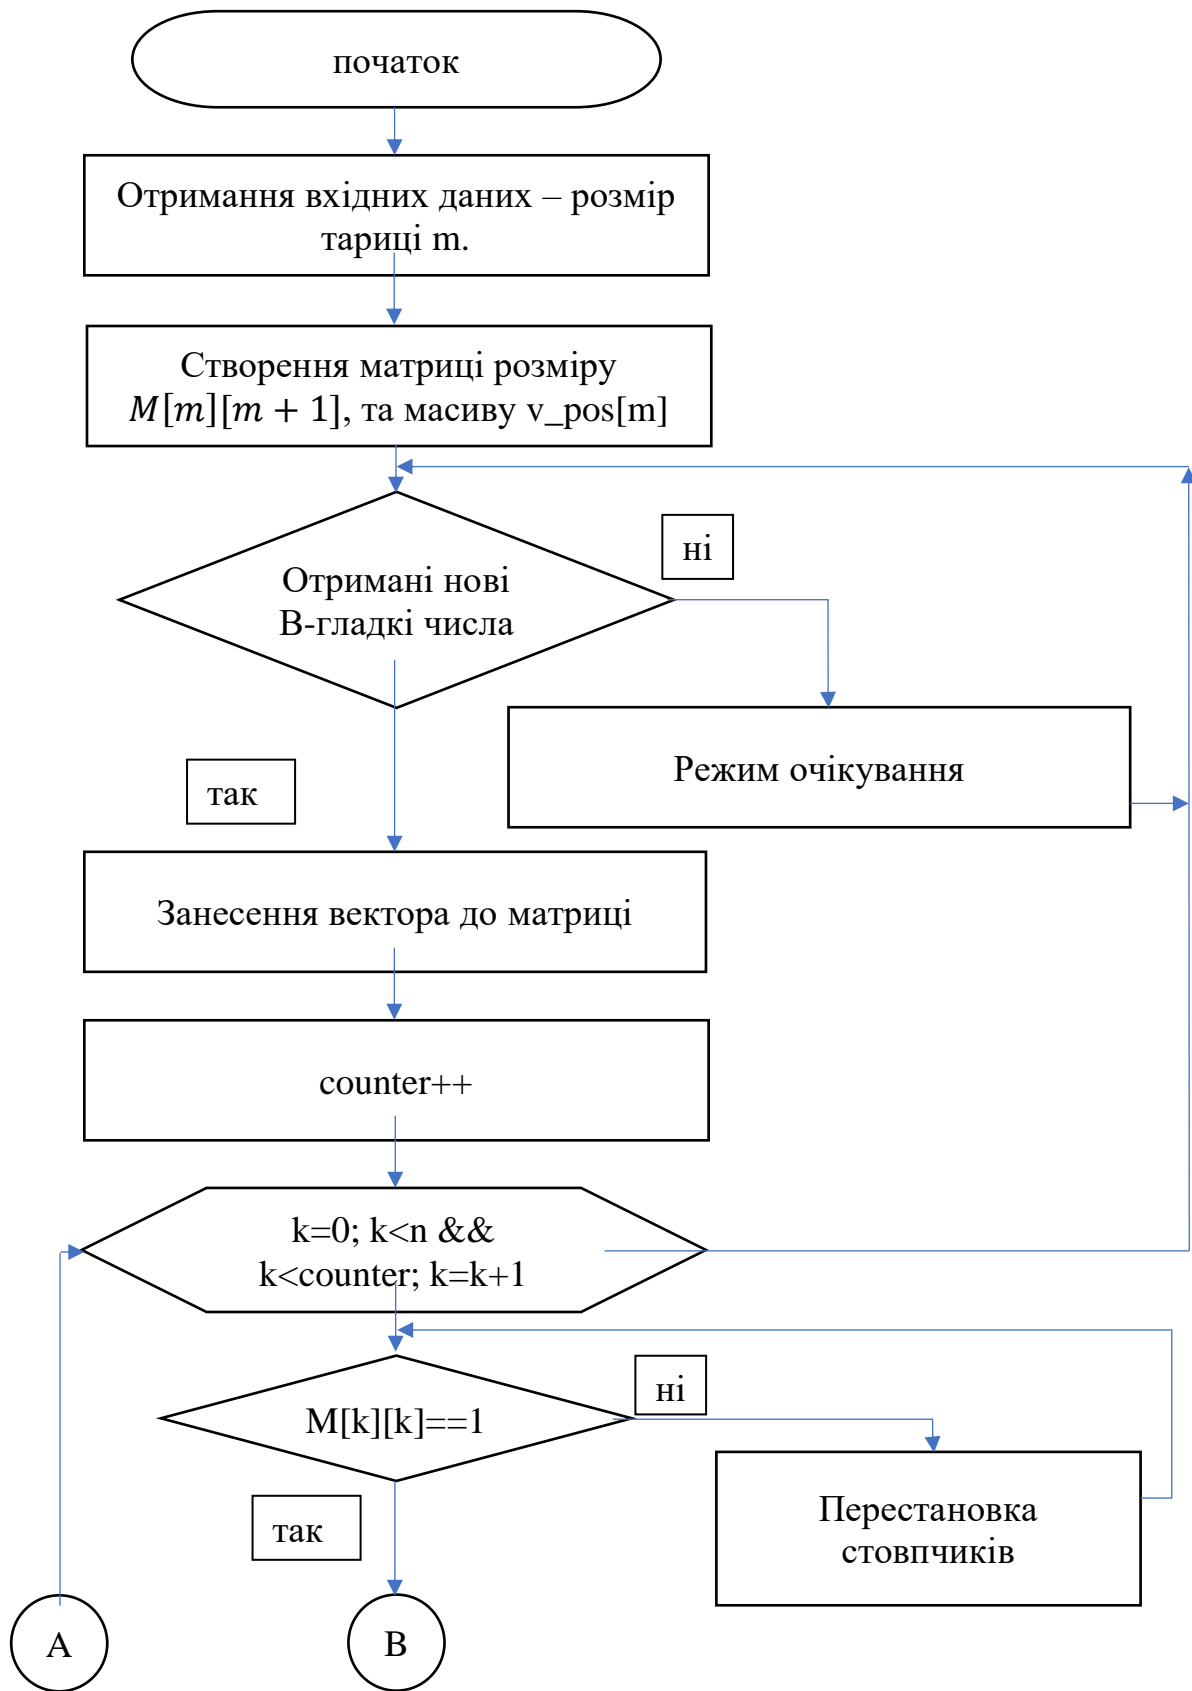 початок
Отримання вхідних даних – розмір
тариці m.
Створення матриці розміру
M[m][m + 1], та масиву v_pos[m]
ні
Отримані нові
В-гладкі числа
Режим очікування
так
Занесення вектора до матриці
counter++
k=0; k<n &&
k<counter; k=k+1
ні
M[k][k]==1
Перестановка
стовпчиків
так
A
B